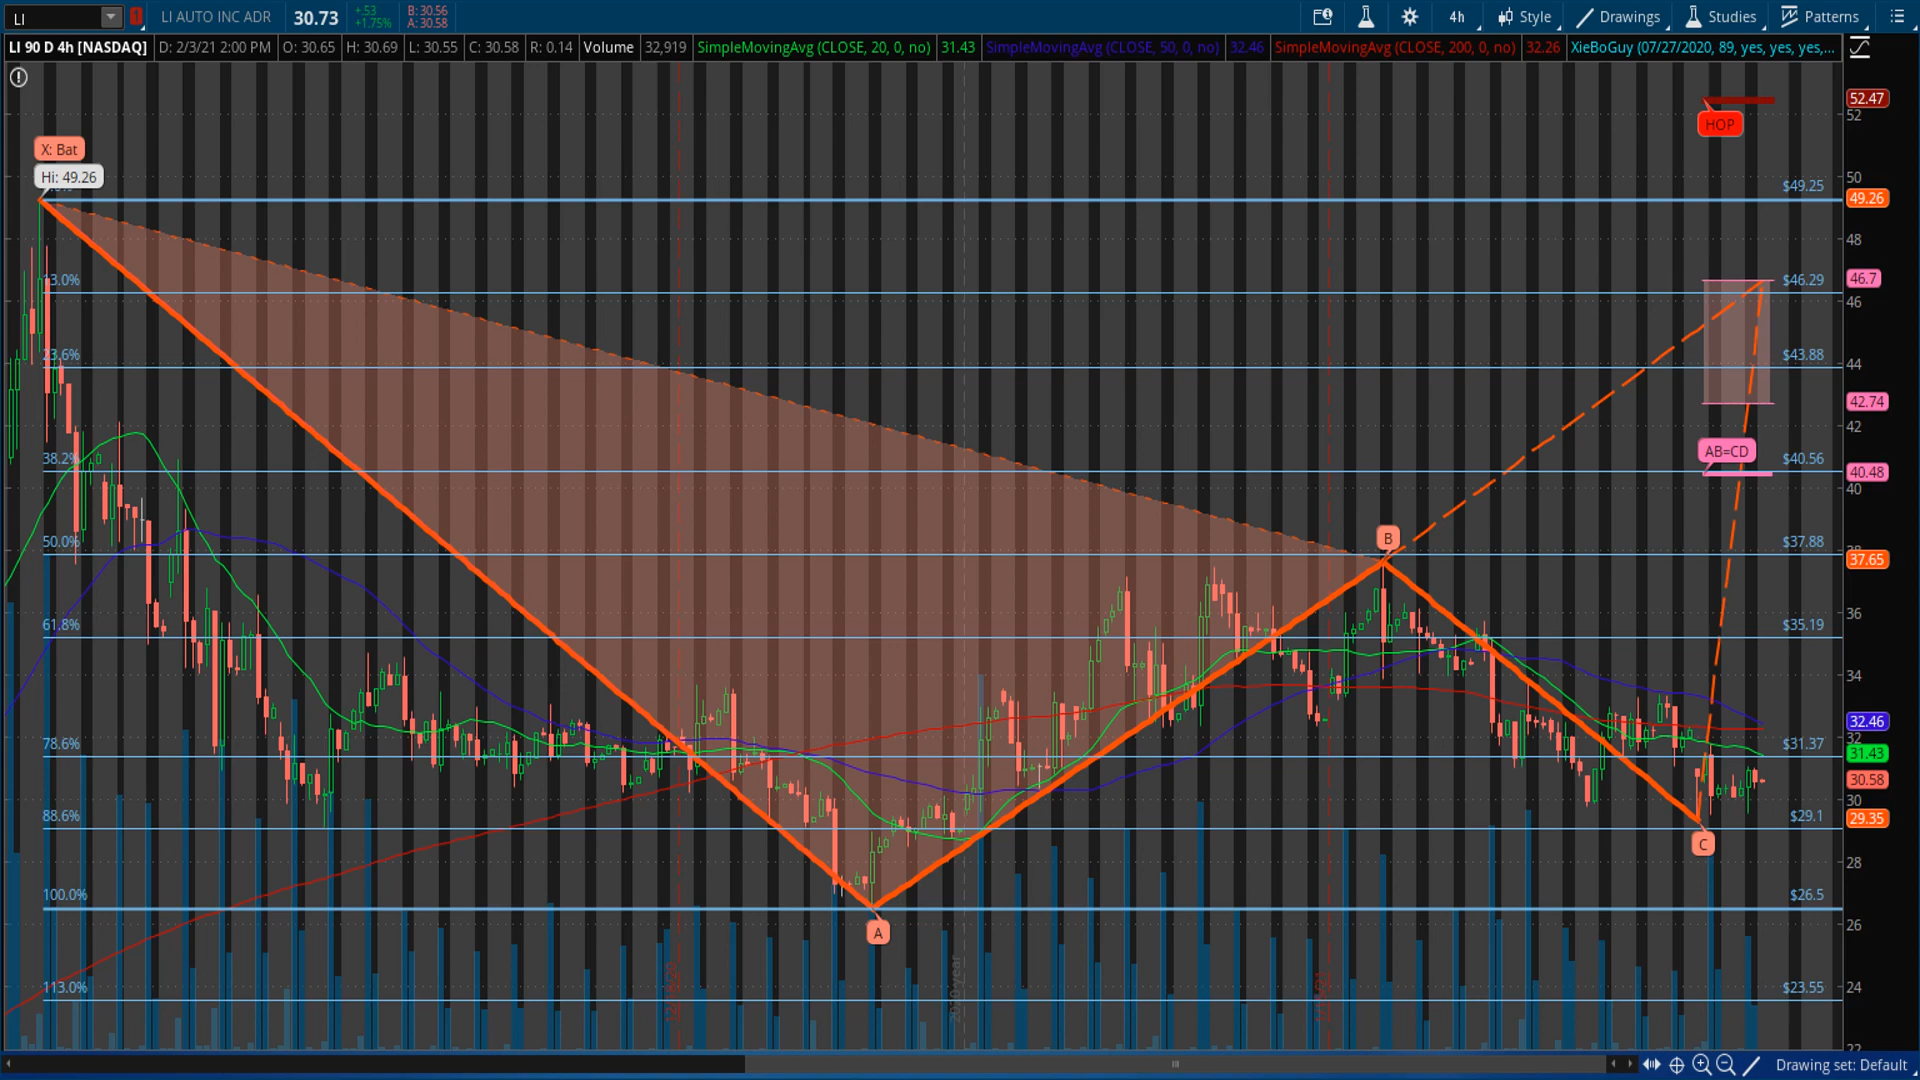 LI
1
LI AUTO INC ADR
30.73
+.53
+1.75%
B: 30.56
A: 30.58
4h
Style
Drawings
Studies
Patterns
LI 90 D 4h [NASDAQ]
D: 2/3/21 2:00 PM
O: 30.65
H: 30.69
L: 30.55
C: 30.58
R: 0.14
Volume
32,919
SimpleMovingAvg (CLOSE, 20, 0, no)
31.43
SimpleMovingAvg (CLOSE, 50, 0, no)
32.46
SimpleMovingAvg (CLOSE, 200, 0, no)
32.26
XieBoGuy (07/27/2020, 89, yes, yes, yes,...
52.47
52
HOP
X: Bat
Hi: 49.26
50
$49.25
49.26
48
13.0%
$46.29
46.7
46
23.6%
$43.88
44
42.74
42
38.2%
AB=CD
$40.56
40.48
40
B
50.0%
$37.88
37.65
36
61.8%
$35.19
34
32.46
32
78.6%
$31.37
31.43
30.58
30
88.6%
$29.1
29.35
C
28
100.0%
$26.5
26
A
113.0%
$23.55
24
2020 year
22
Drawing set: Default